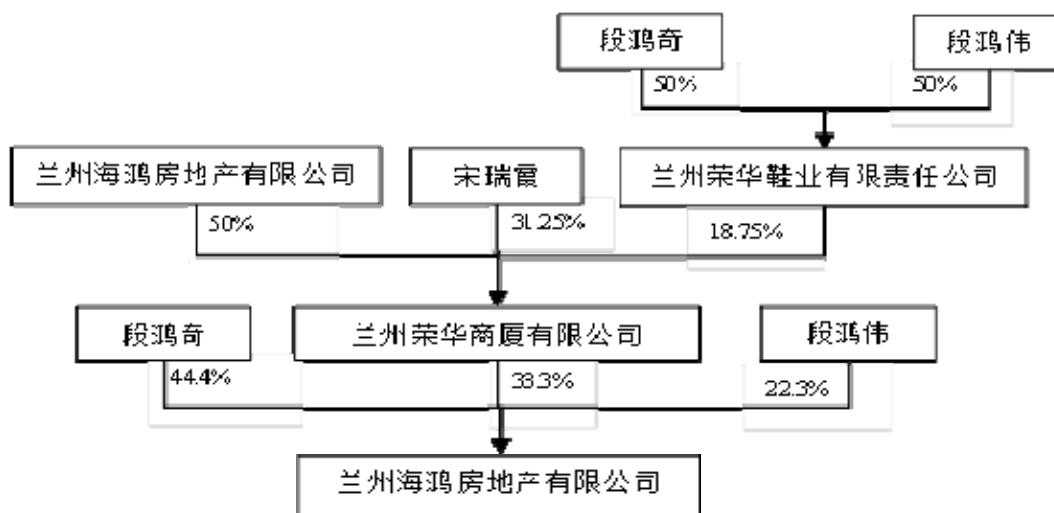 段鸿奇 段鸿伟
50% 50%
兰州海鸿房地产有限公司 宋瑞霞 兰州荣华鞋业有限责任公司
50% 31.25% 18.75%
段鸿奇 兰州荣华商厦有限公司 段鸿伟
44.4% 33.3% 22.3%
兰州海鸿房地产有限公司